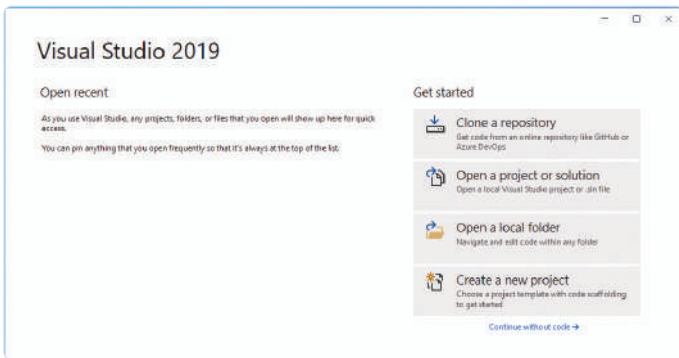 Visual Studio 2019
Open recent
As you use Visual Studio, any projects, folders, or files that you open will show up here for quick
access.
You can pin anything that you open frequently so that it's always at the top of the list.
Get started
Clone a repository
Get code from an online repository like GitHub or
Azure DevOps
Open a project or solution
Open a local Visual Studio project or .sln file
Open a local folder
Navigate and edit code within any folder
Create a new project
Choose a project template with code scaffolding
to get started
Continue without code →